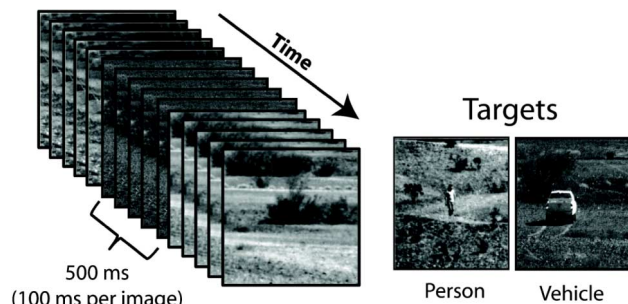 Time
Targets
500 ms
(100 ms per image)
Person
Vehicle